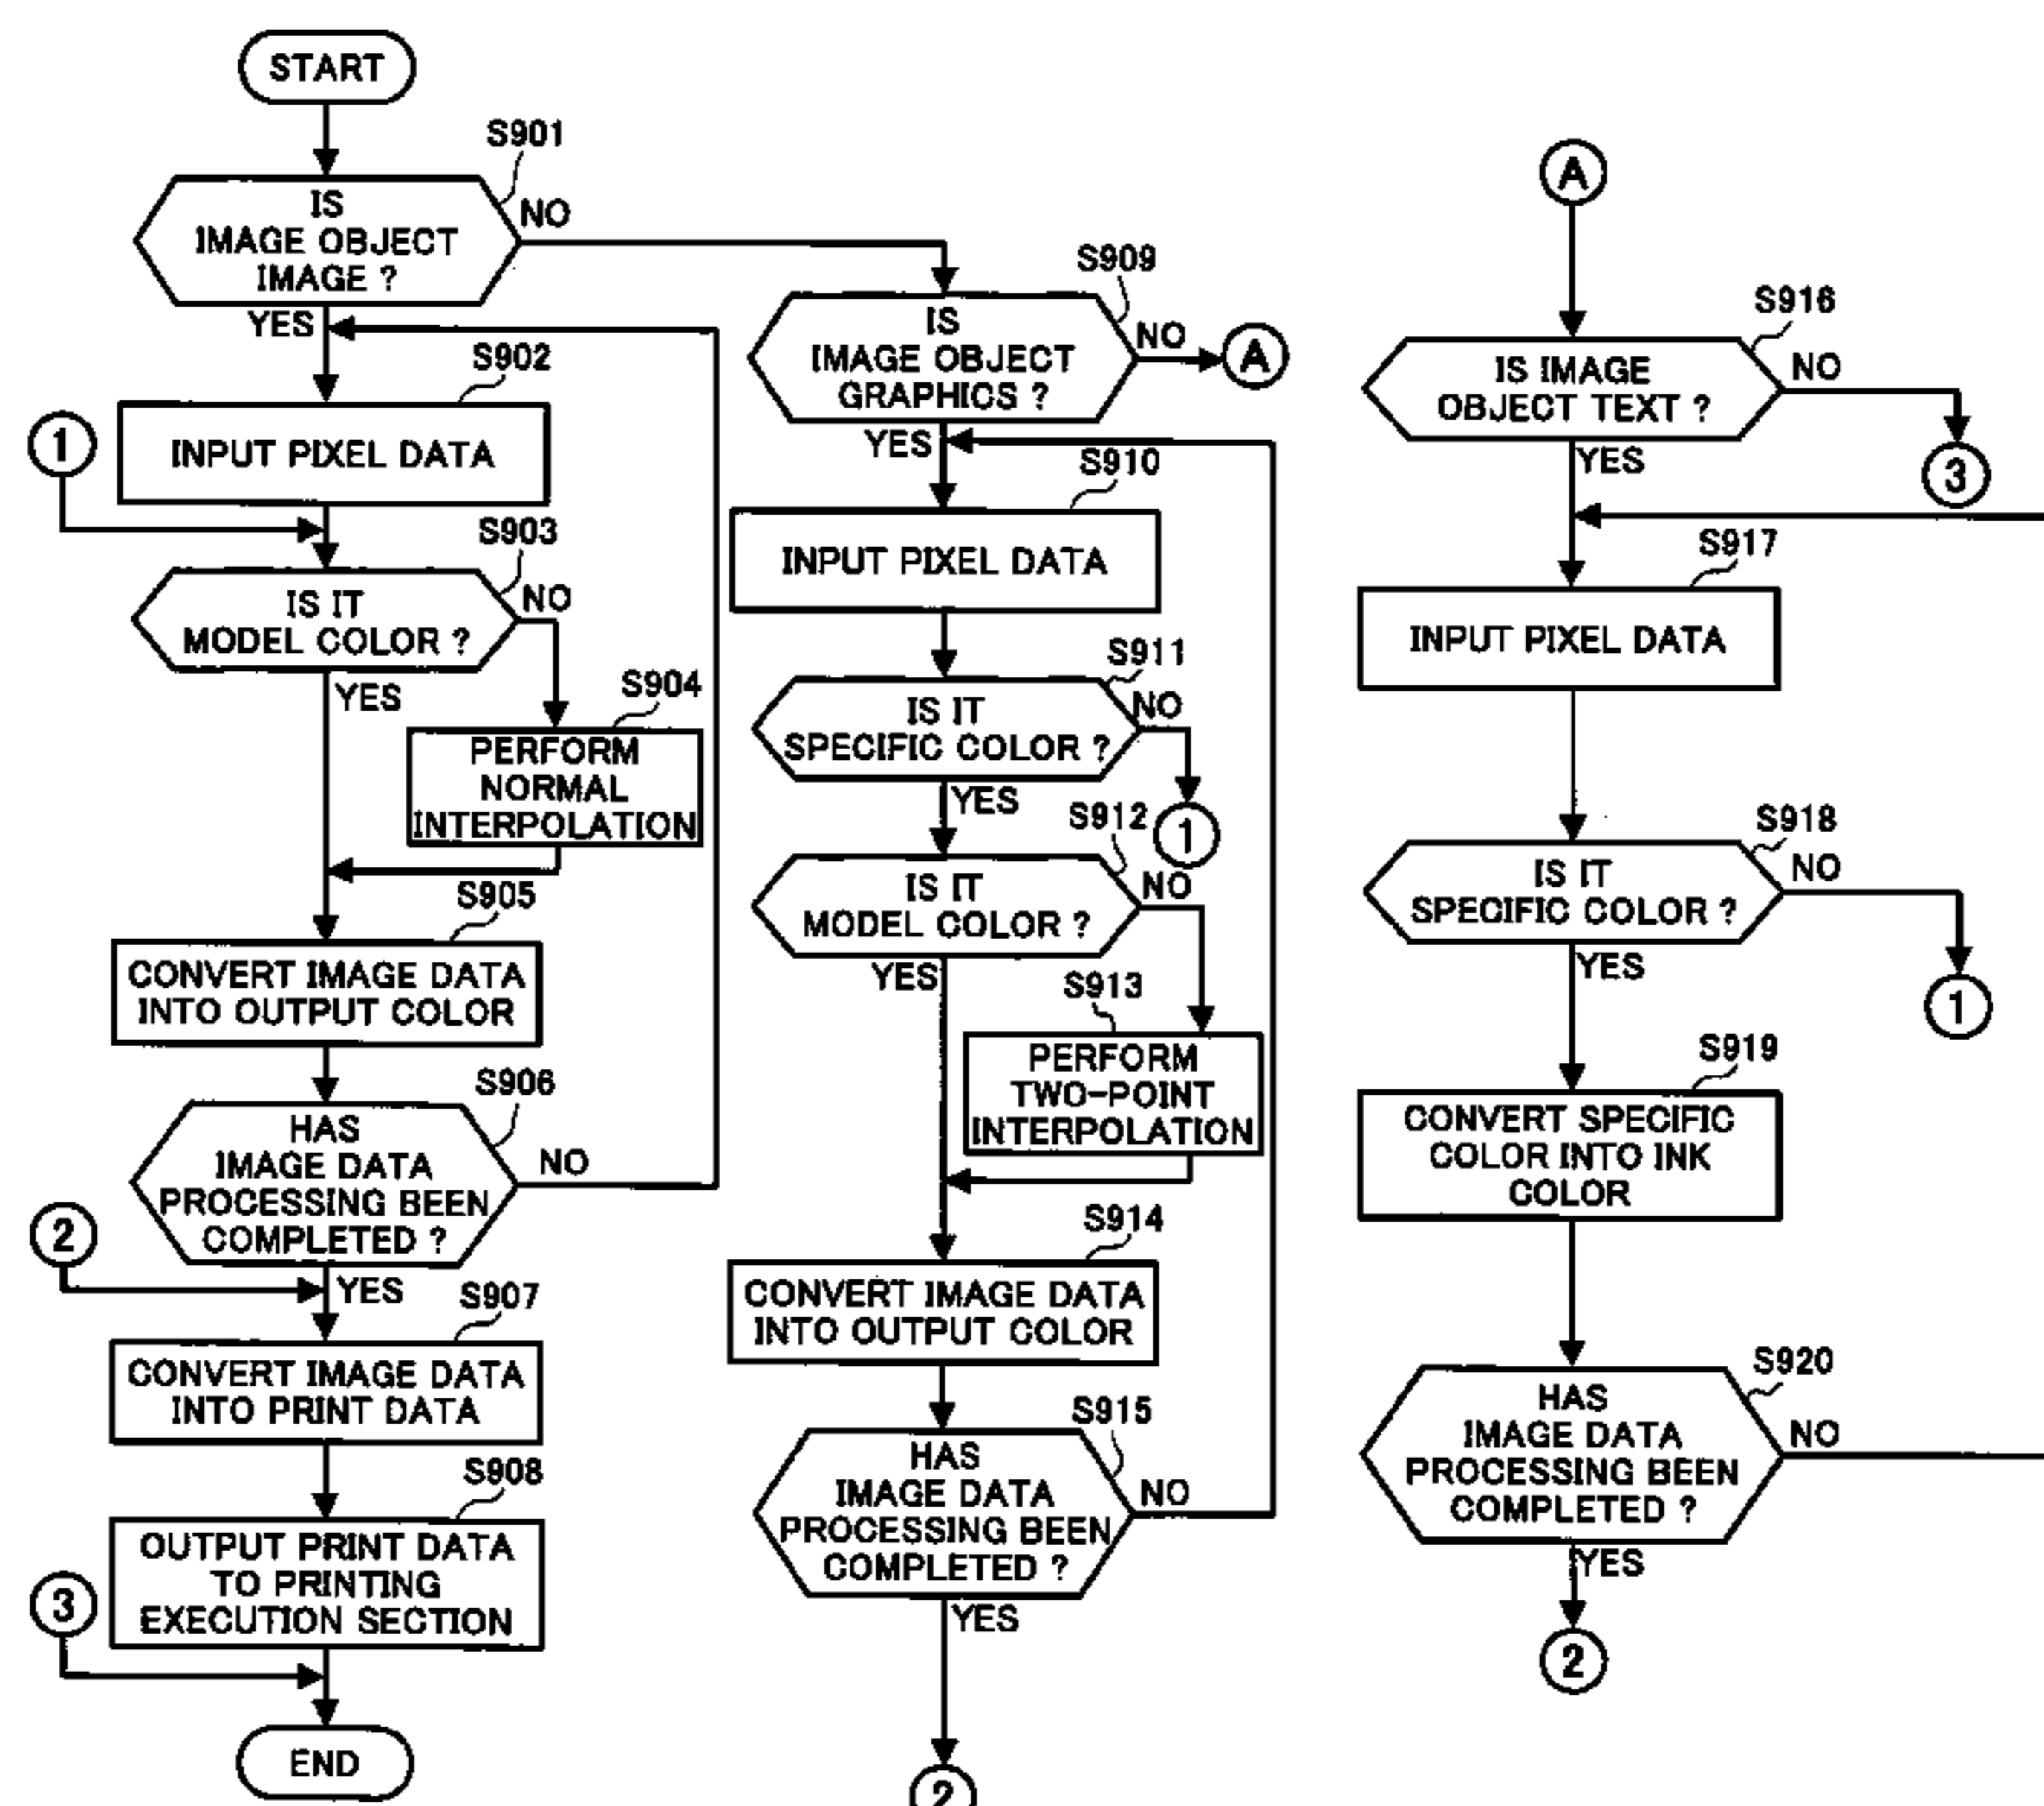 START
S901
IS
IMAGE OBJECT
IMAGE ?
NO
YES
S902
1
INPUT PIXEL DATA
S903
IS IT
MODEL COLOR ?
NO
YES
S904
PERFORM
NORMAL
INTERPOLATION
S905
CONVERT IMAGE DATA
INTO OUTPUT COLOR
S906
HAS
IMAGE DATA
PROCESSING BEEN
COMPLETED ?
NO
2
YES
S907
CONVERT IMAGE DATA
INTO PRINT DATA
S908
OUTPUT PRINT DATA
TO PRINTING
EXECUTION SECTION
3
END
S909
IS
IMAGE OBJECT
GRAPHICS ?
NO
A
YES
S910
INPUT PIXEL DATA
S911
IS IT
SPECIFIC COLOR ?
NO
1
YES
S912
IS IT
MODEL COLOR ?
NO
YES
S913
PERFORM
TWO-POINT
INTERPOLATION
S914
CONVERT IMAGE DATA
INTO OUTPUT COLOR
S915
HAS
IMAGE DATA
PROCESSING BEEN
COMPLETED ?
NO
YES
2
A
S916
IS IMAGE
OBJECT TEXT ?
NO
3
YES
S917
INPUT PIXEL DATA
S918
IS IT
SPECIFIC COLOR ?
NO
1
YES
S919
CONVERT SPECIFIC
COLOR INTO INK
COLOR
S920
HAS
IMAGE DATA
PROCESSING BEEN
COMPLETED ?
NO
YES
2